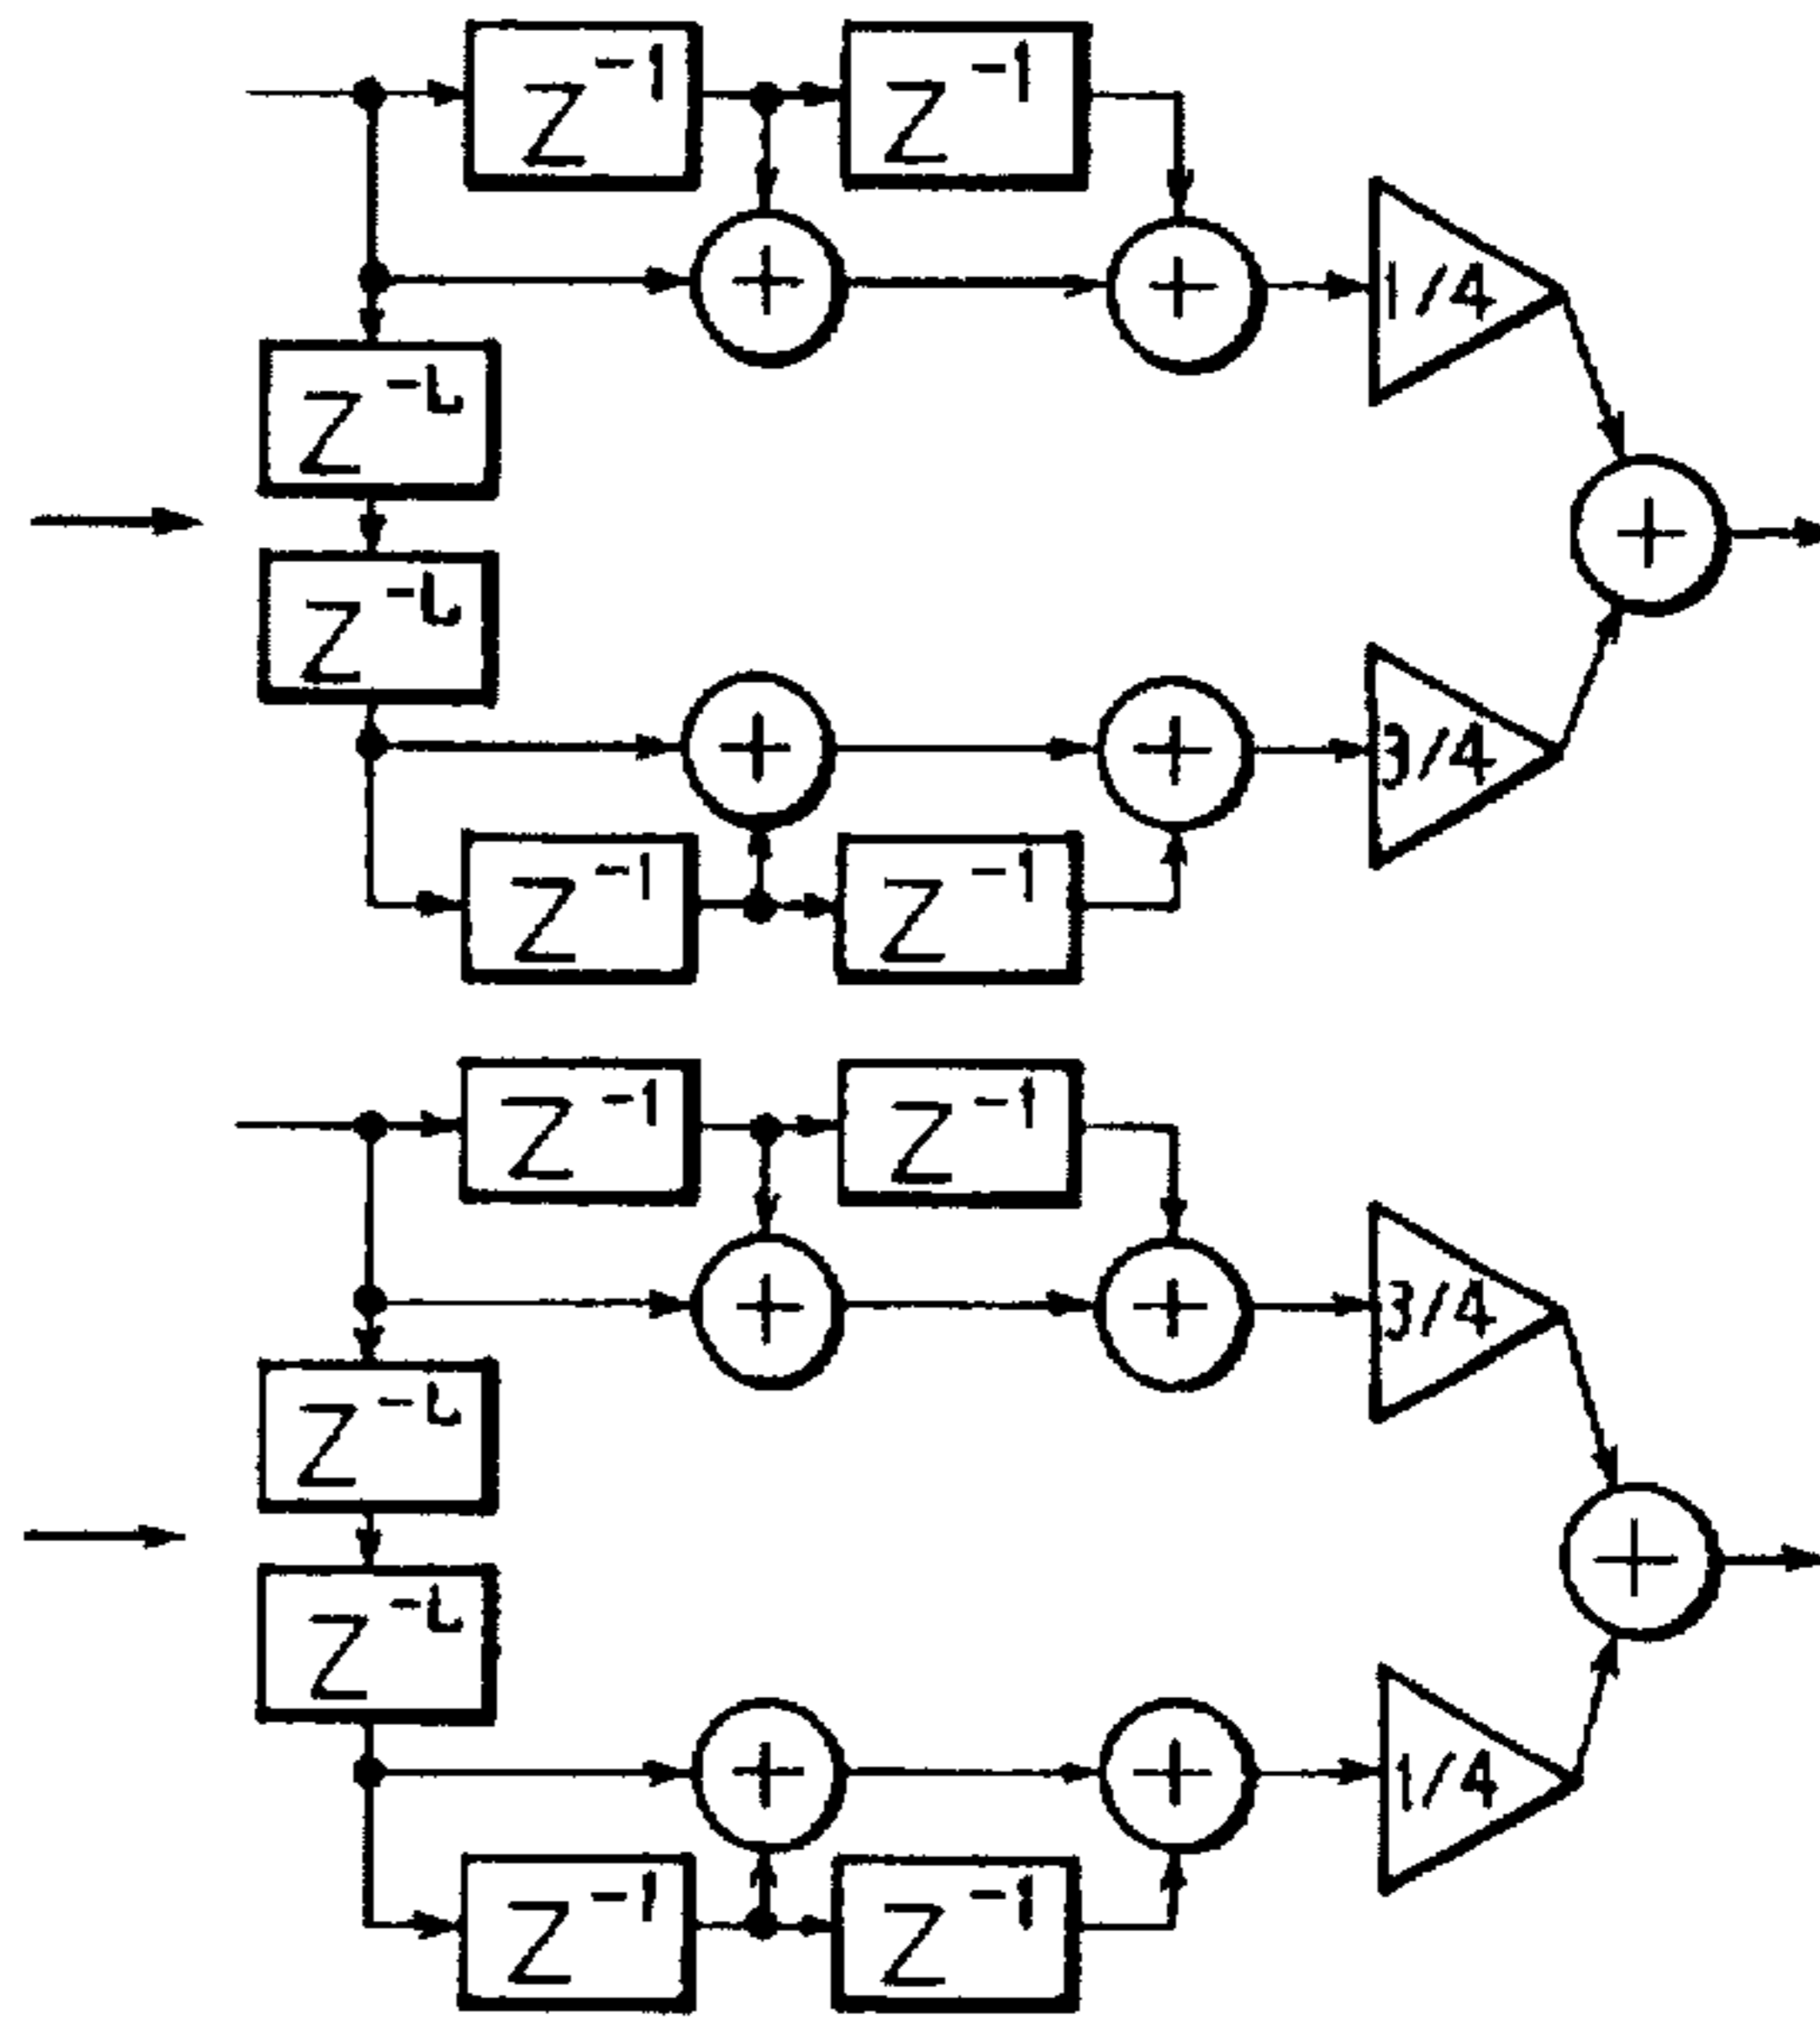 Z⁻¹ Z⁻¹
+ + 1/4
Z⁻ᶫ
+
Z⁻ᶫ
+ + 3/4
Z⁻¹ Z⁻¹
Z⁻¹ Z⁻¹
+ + 3/4
Z⁻ᶫ
+
Z⁻ᶫ
+ + 1/4
Z⁻¹ Z⁻¹